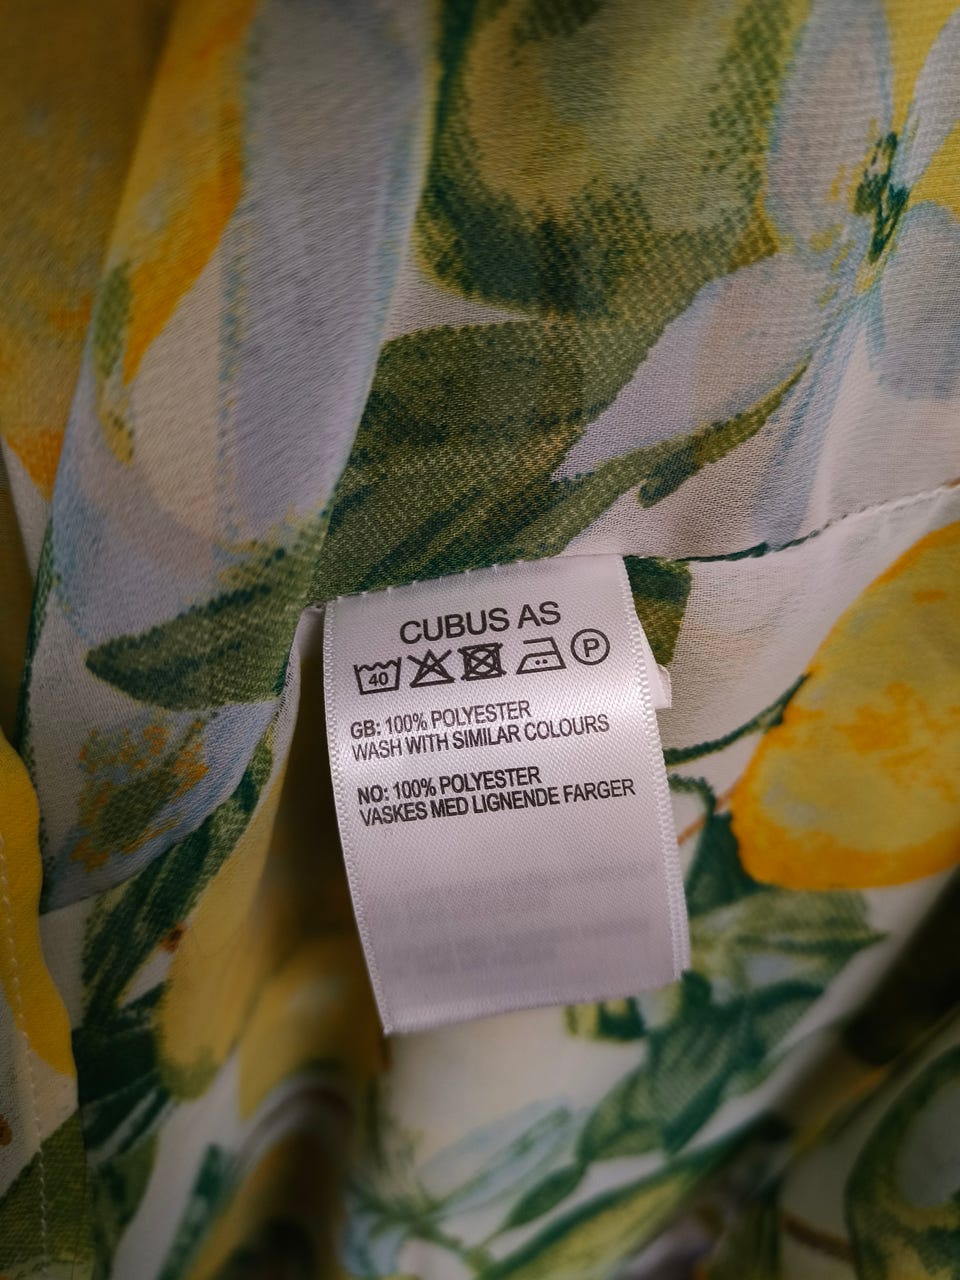 CUBUS AS
40 P
GB: 100% POLYESTER
WASH WITH SIMILAR COLOURS
NO: 100% POLYESTER
VASKES MED LIGNENDE FARGER